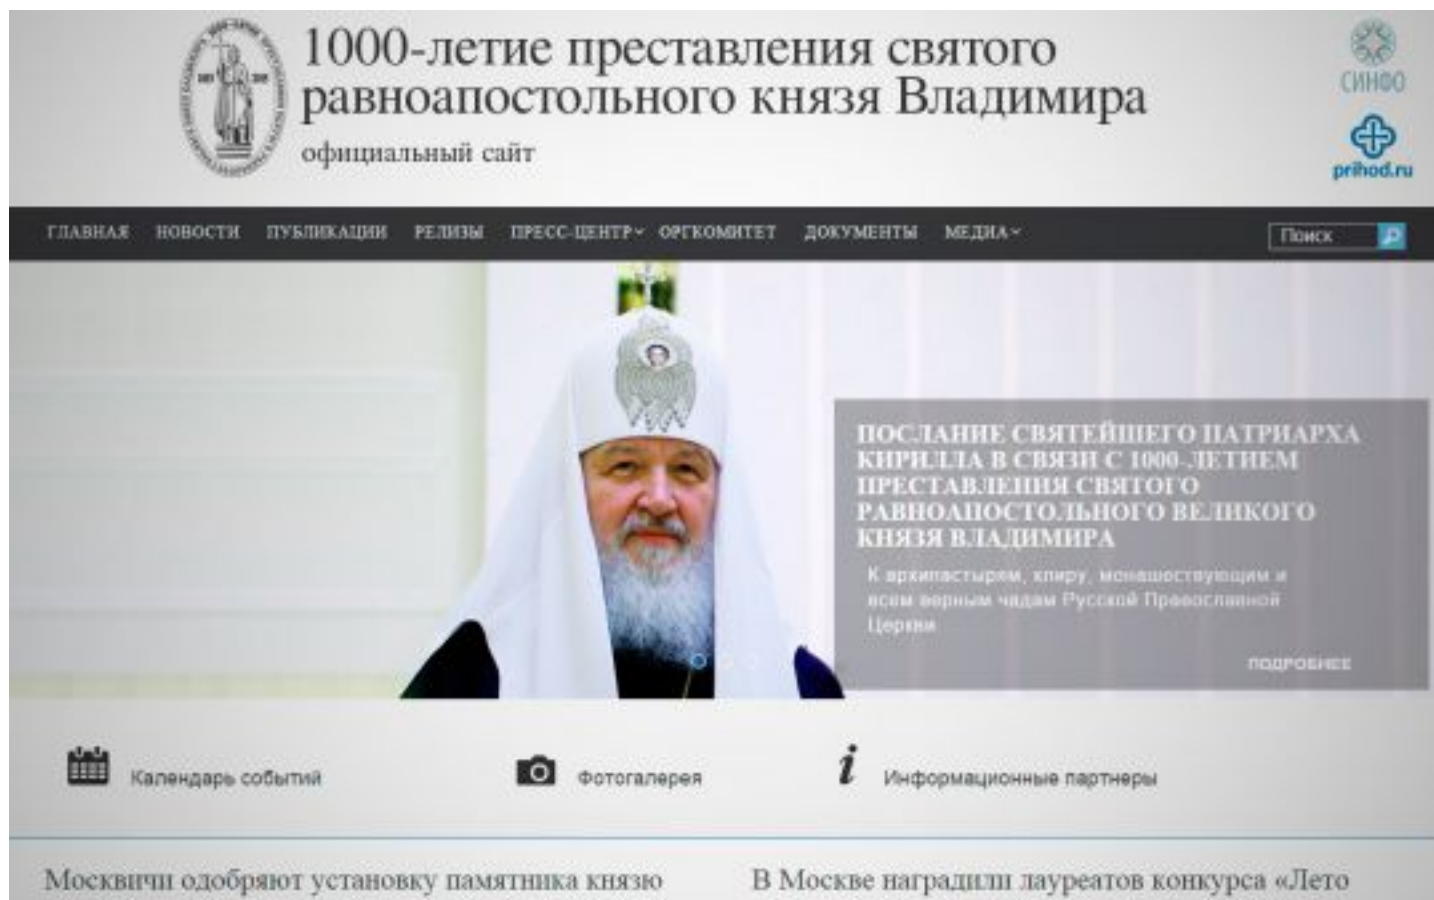 1000-летие преставления святого
равноапостольного князя Владимира
официальный сайт
СИНФО
prihod.ru
ГЛАВНАЯ НОВОСТИ ПУБЛИКАЦИИ РЕЛИЗЫ ПРЕСС-ЦЕНТР ОРГКОМИТЕТ ДОКУМЕНТЫ МЕДИА Поиск
ПОСЛАНИЕ СВЯТЕЙШЕГО ПАТРИАРХА
КИРИЛЛА В СВЯЗИ С 1000-ЛЕТИЕМ
ПРЕСТАВЛЕНИЯ СВЯТОГО
РАВНОАПОСТОЛЬНОГО ВЕЛИКОГО
КНЯЗЯ ВЛАДИМИРА
К архипастырям, клиру, монашествующим и
всем верным чадам Русской Православной
Церкви
ПОДРОБНЕЕ
Календарь событий
Фотогалерея
i Информационные партнеры
Москвичи одобряют установку памятника князю
В Москве наградили лауреатов конкурса «Лето